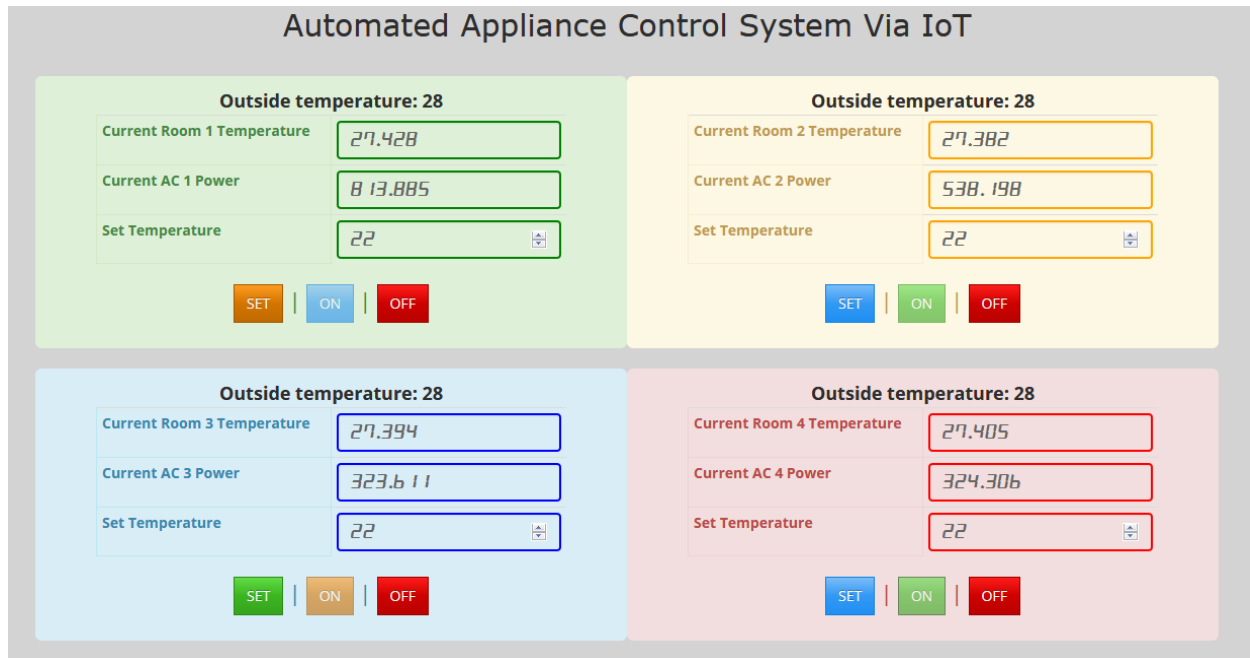 Automated Appliance Control System Via IoT
Outside temperature: 28
Current Room 1 Temperature 27.428
Current AC 1 Power 813.885
Set Temperature 22
SET | ON | OFF
Outside temperature: 28
Current Room 2 Temperature 27.382
Current AC 2 Power 538.198
Set Temperature 22
SET | ON | OFF
Outside temperature: 28
Current Room 3 Temperature 27.394
Current AC 3 Power 323.611
Set Temperature 22
SET | ON | OFF
Outside temperature: 28
Current Room 4 Temperature 27.405
Current AC 4 Power 324.306
Set Temperature 22
SET | ON | OFF